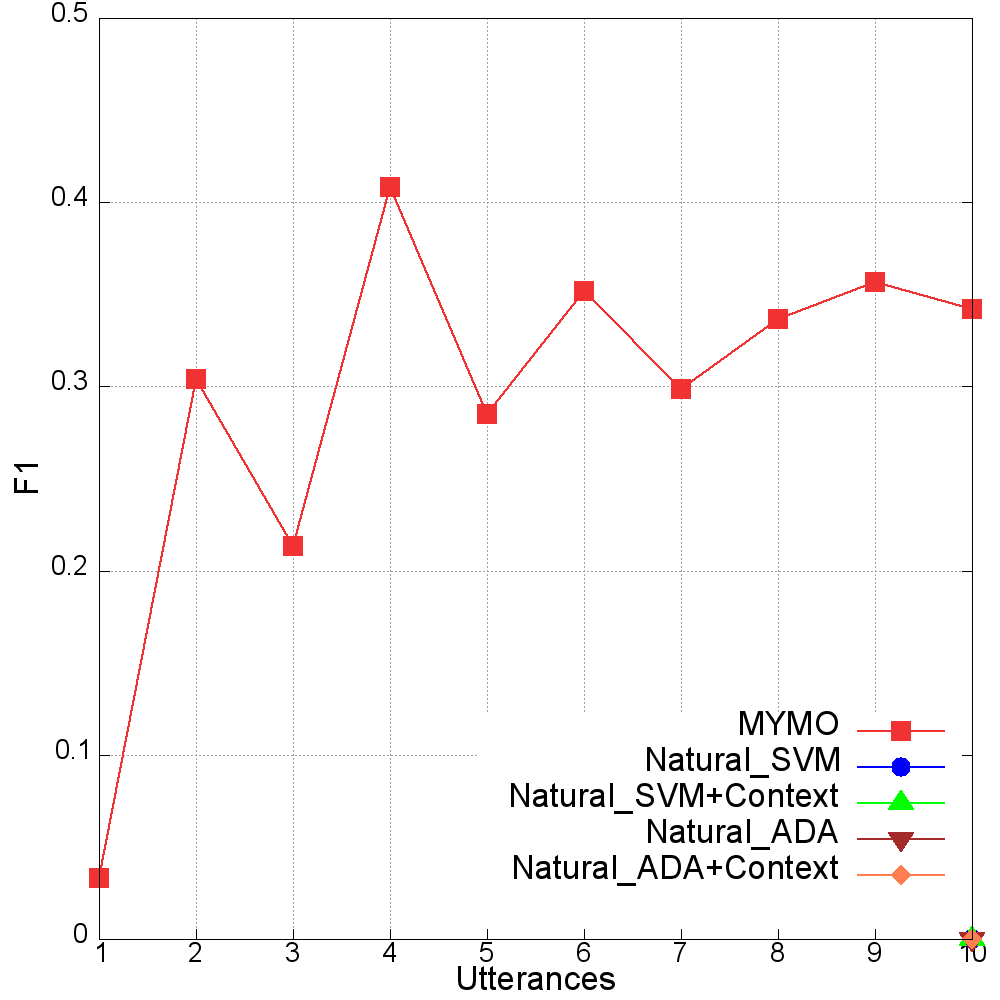 0.5
0.4
0.3
0.2
0.1
0
F1
MYMO
Natural_SVM
Natural_SVM+Context
Natural_ADA
Natural_ADA+Context
1 2 3 4 5 6 7 8 9 10
Utterances